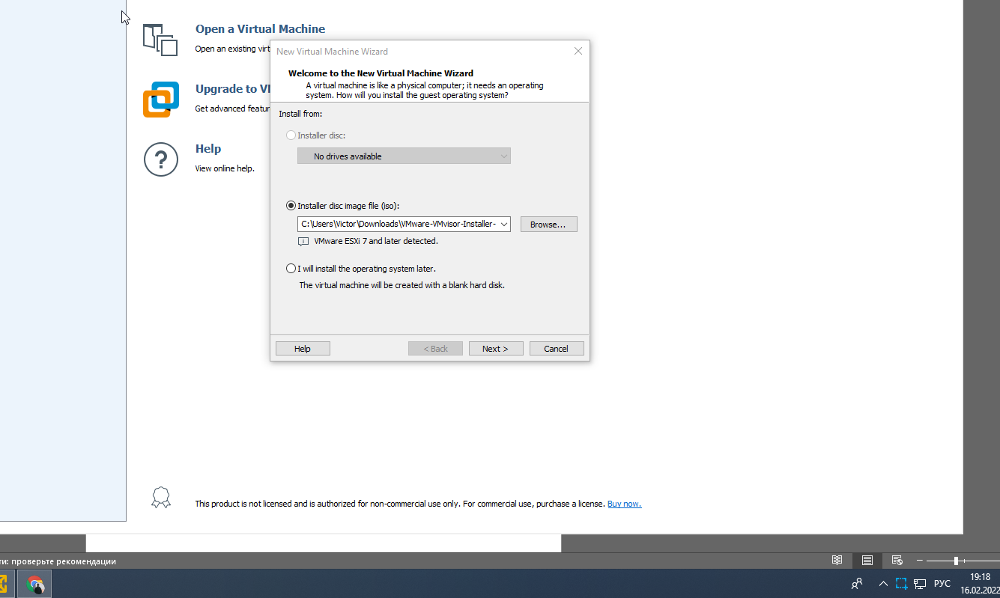 Open a Virtual Machine
Open an existing virt
Upgrade to VM
Get advanced featur
Help
View online help.
New Virtual Machine Wizard
Welcome to the New Virtual Machine Wizard
A virtual machine is like a physical computer; it needs an operating
system. How will you install the guest operating system?
Install from:
Installer disc:
No drives available
Installer disc image file (iso):
C:\Users\Victor\Downloads\VMware-VMvisor-Installer-
Browse...
VMware ESXi 7 and later detected.
I will install the operating system later.
The virtual machine will be created with a blank hard disk.
Help
< Back
Next >
Cancel
This product is not licensed and is authorized for non-commercial use only. For commercial use, purchase a license. Buy now.
ти: проверьте рекомендации
РУС
19:18
16.02.2022